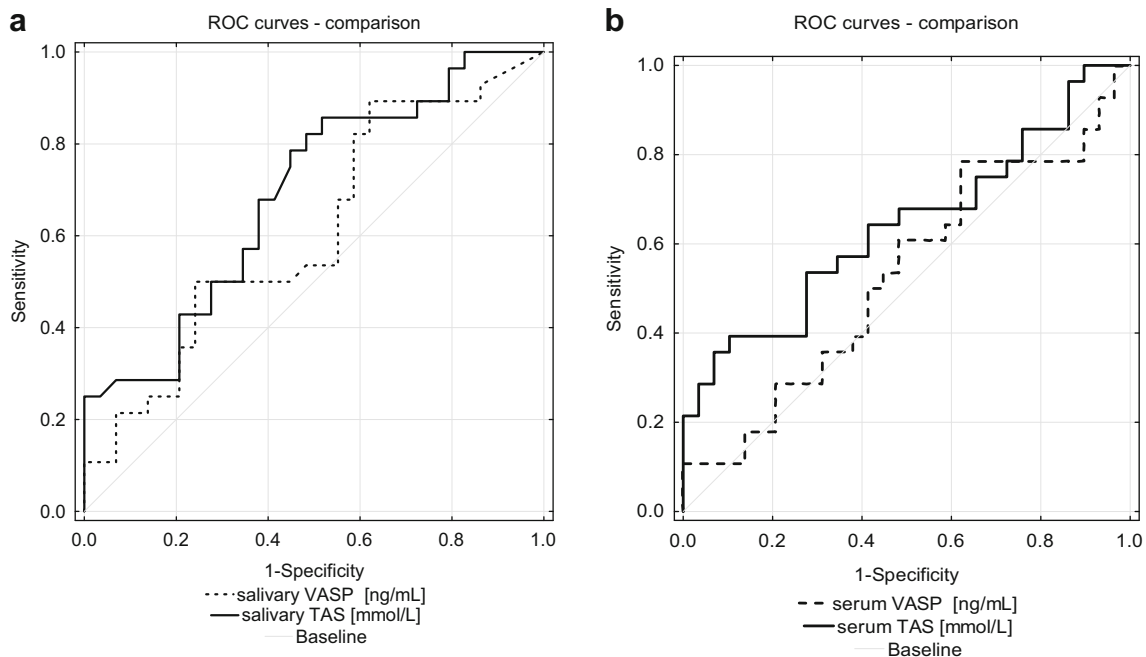 a
ROC curves - comparison
1.0
0.8
0.6
0.4
0.2
0.0
Sensitivity
0.0 0.2 0.4 0.6 0.8 1.0
1-Specificity
salivary VASP [ng/mL]
salivary TAS [mmol/L]
Baseline
b
ROC curves - comparison
1.0
0.8
0.6
0.4
0.2
0.0
Sensitivity
0.0 0.2 0.4 0.6 0.8 1.0
1-Specificity
serum VASP [ng/mL]
serum TAS [mmol/L]
Baseline